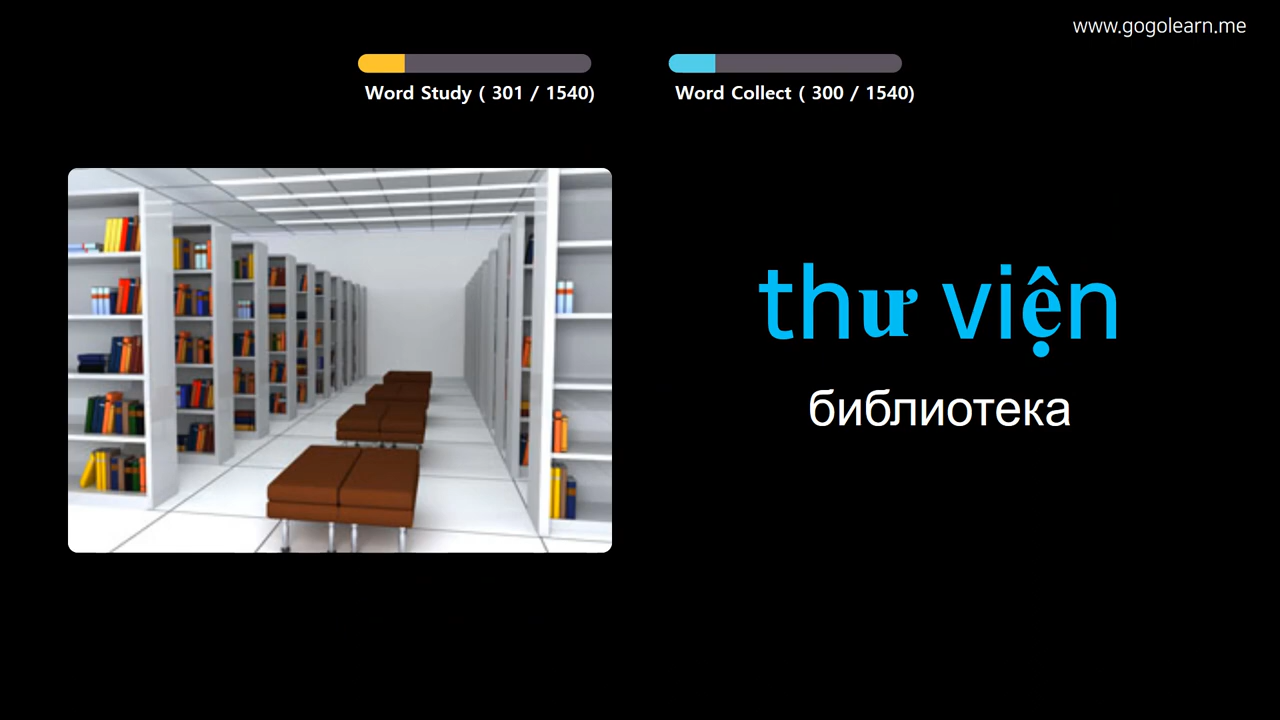 www.gogolearn.me
Word Study ( 301 / 1540)
Word Collect ( 300 / 1540)
thư viện
библиотека